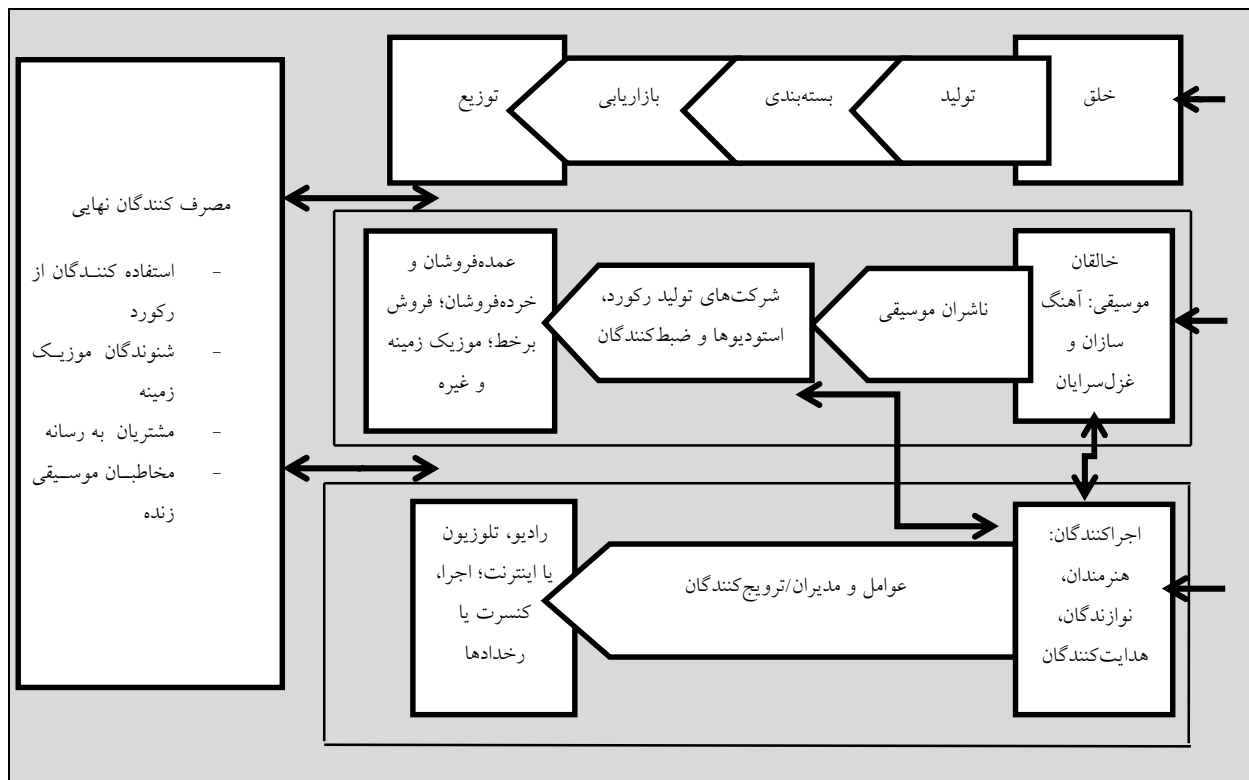 خلق
تولید
بسته‌بندی
بازاریابی
توزیع
خالقان
موسیقی: آهنگ
سازان و
غزل‌سرایان
ناشران موسیقی
شرکت‌های تولید رکورد،
استودیوها و ضبط‌کنندگان
عمده‌فروشان و
خرده‌فروشان؛ فروش
برخط؛ موزیک زمینه
و غیره
اجراکنندگان:
هنرمندان،
نوازندگان،
هدایت‌کنندگان
عوامل و مدیران/ترویج‌کنندگان
رادیو، تلوزیون
یا اینترنت؛ اجرا،
کنسرت یا
رخدادها
مصرف کنندگان نهایی
- استفاده کنندگان از
رکورد
- شنوندگان موزیک
زمینه
- مشتریان به رسانه
- مخاطبان موسیقی
زنده